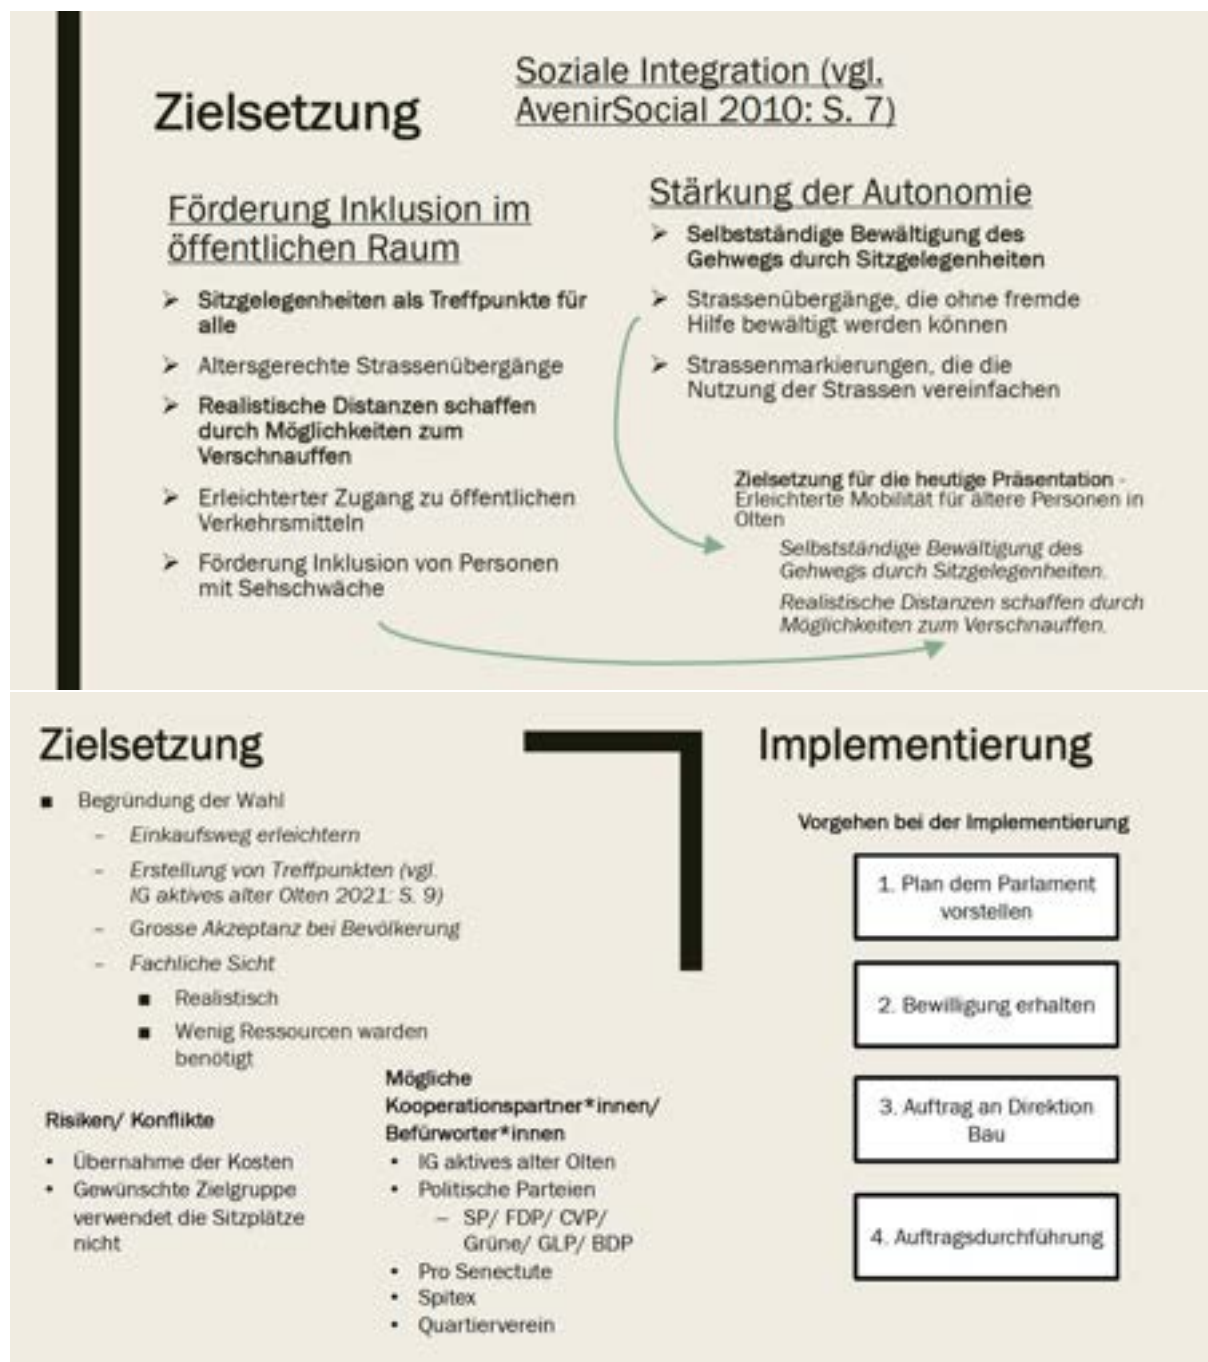 Zielsetzung
Soziale Integration (vgl.
AvenirSocial 2010: S. 7)
Förderung Inklusion im
öffentlichen Raum
➢ Sitzgelegenheiten als Treffpunkte für
alle
➢ Altersgerechte Strassenübergänge
➢ Realistische Distanzen schaffen
durch Möglichkeiten zum
Verschnauffen
➢ Erleichterter Zugang zu öffentlichen
Verkehrsmitteln
➢ Förderung Inklusion von Personen
mit Sehschwäche
Stärkung der Autonomie
➢ Selbstständige Bewältigung des
Gehwegs durch Sitzgelegenheiten
➢ Strassenübergänge, die ohne fremde
Hilfe bewältigt werden können
➢ Strassenmarkierungen, die die
Nutzung der Strassen vereinfachen
Zielsetzung für die heutige Präsentation -
Erleichterte Mobilität für ältere Personen in
Olten
Selbstständige Bewältigung des
Gehwegs durch Sitzgelegenheiten.
Realistische Distanzen schaffen durch
Möglichkeiten zum Verschnauffen.
Zielsetzung
■ Begründung der Wahl
– Einkaufsweg erleichtern
– Erstellung von Treffpunkten (vgl.
IG aktives alter Olten 2021: S. 9)
– Grosse Akzeptanz bei Bevölkerung
– Fachliche Sicht
■ Realistisch
■ Wenig Ressourcen warden
benötigt
Risiken/ Konflikte
• Übernahme der Kosten
• Gewünschte Zielgruppe
verwendet die Sitzplätze
nicht
Mögliche
Kooperationspartner*innen/
Befürworter*innen
• IG aktives alter Olten
• Politische Parteien
– SP/ FDP/ CVP/
Grüne/ GLP/ BDP
• Pro Senectute
• Spitex
• Quartierverein
Implementierung
Vorgehen bei der Implementierung
1. Plan dem Parlament
vorstellen
2. Bewilligung erhalten
3. Auftrag an Direktion
Bau
4. Auftragsdurchführung